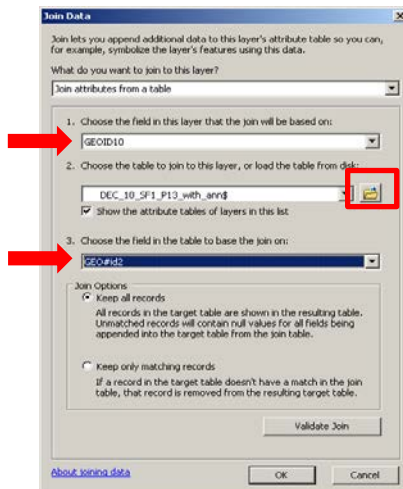 Join Data
Join lets you append additional data to this layer's attribute table so you can,
for example, symbolize the layer's features using this data.
What do you want to join to this layer?
Join attributes from a table
1. Choose the field in this layer that the join will be based on:
GEOID10
2. Choose the table to join to this layer, or load the table from disk:
DEC_10_SF1_P13_with_ann$
Show the attribute tables of layers in this list
3. Choose the field in the table to base the join on:
GEO#id2
Join Options
Keep all records
All records in the target table are shown in the resulting table.
Unmatched records will contain null values for all fields being
appended into the target table from the join table.
Keep only matching records
If a record in the target table doesn't have a match in the join
table, that record is removed from the resulting target table.
Validate Join
About joining data
OK
Cancel